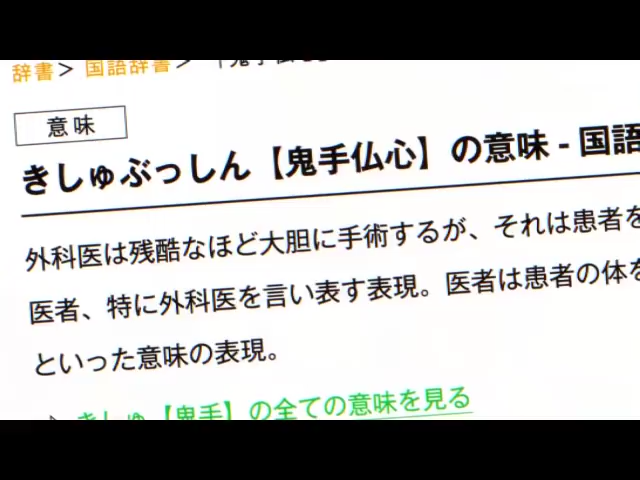 辞書> 国語辞書>
意味
きしゅぶっしん【鬼手仏心】の意味 - 国語
外科医は残酷なほど大胆に手術するが、それは患者を
医者、特に外科医を言い表す表現。医者は患者の体を
といった意味の表現。
きしゅ【鬼手】の全ての意味を見る